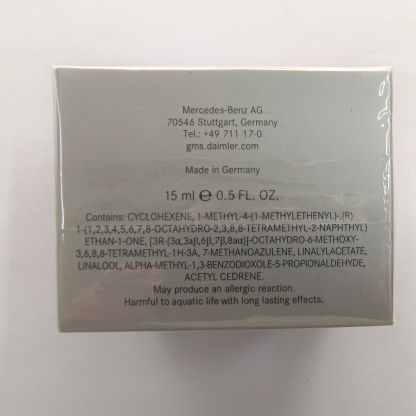 Mercedes-Benz AG
70546 Stuttgart, Germany
Tel.: +49 711 17-0
gms.daimler.com
Made in Germany
15 ml ℮ 0.5 FL. OZ.
Contains: CYCLOHEXENE, 1-METHYL-4-(1-METHYLETHENYL)-,(R)
1-(1,2,3,4,5,6,7,8-OCTAHYDRO-2,3,8,8-TETRAMETHYL-2-NAPHTHYL)
ETHAN-1-ONE, [3R-(3α,3aβ,6β,7β,8aα)]-OCTAHYDRO-6-METHOXY-
3,6,8,8-TETRAMETHYL-1H-3A, 7-METHANOAZULENE, LINALYLACETATE,
LINALOOL, ALPHA-METHYL-1,3-BENZODIOXOLE-5-PROPIONALDEHYDE,
ACETYL CEDRENE.
May produce an allergic reaction.
Harmful to aquatic life with long lasting effects.